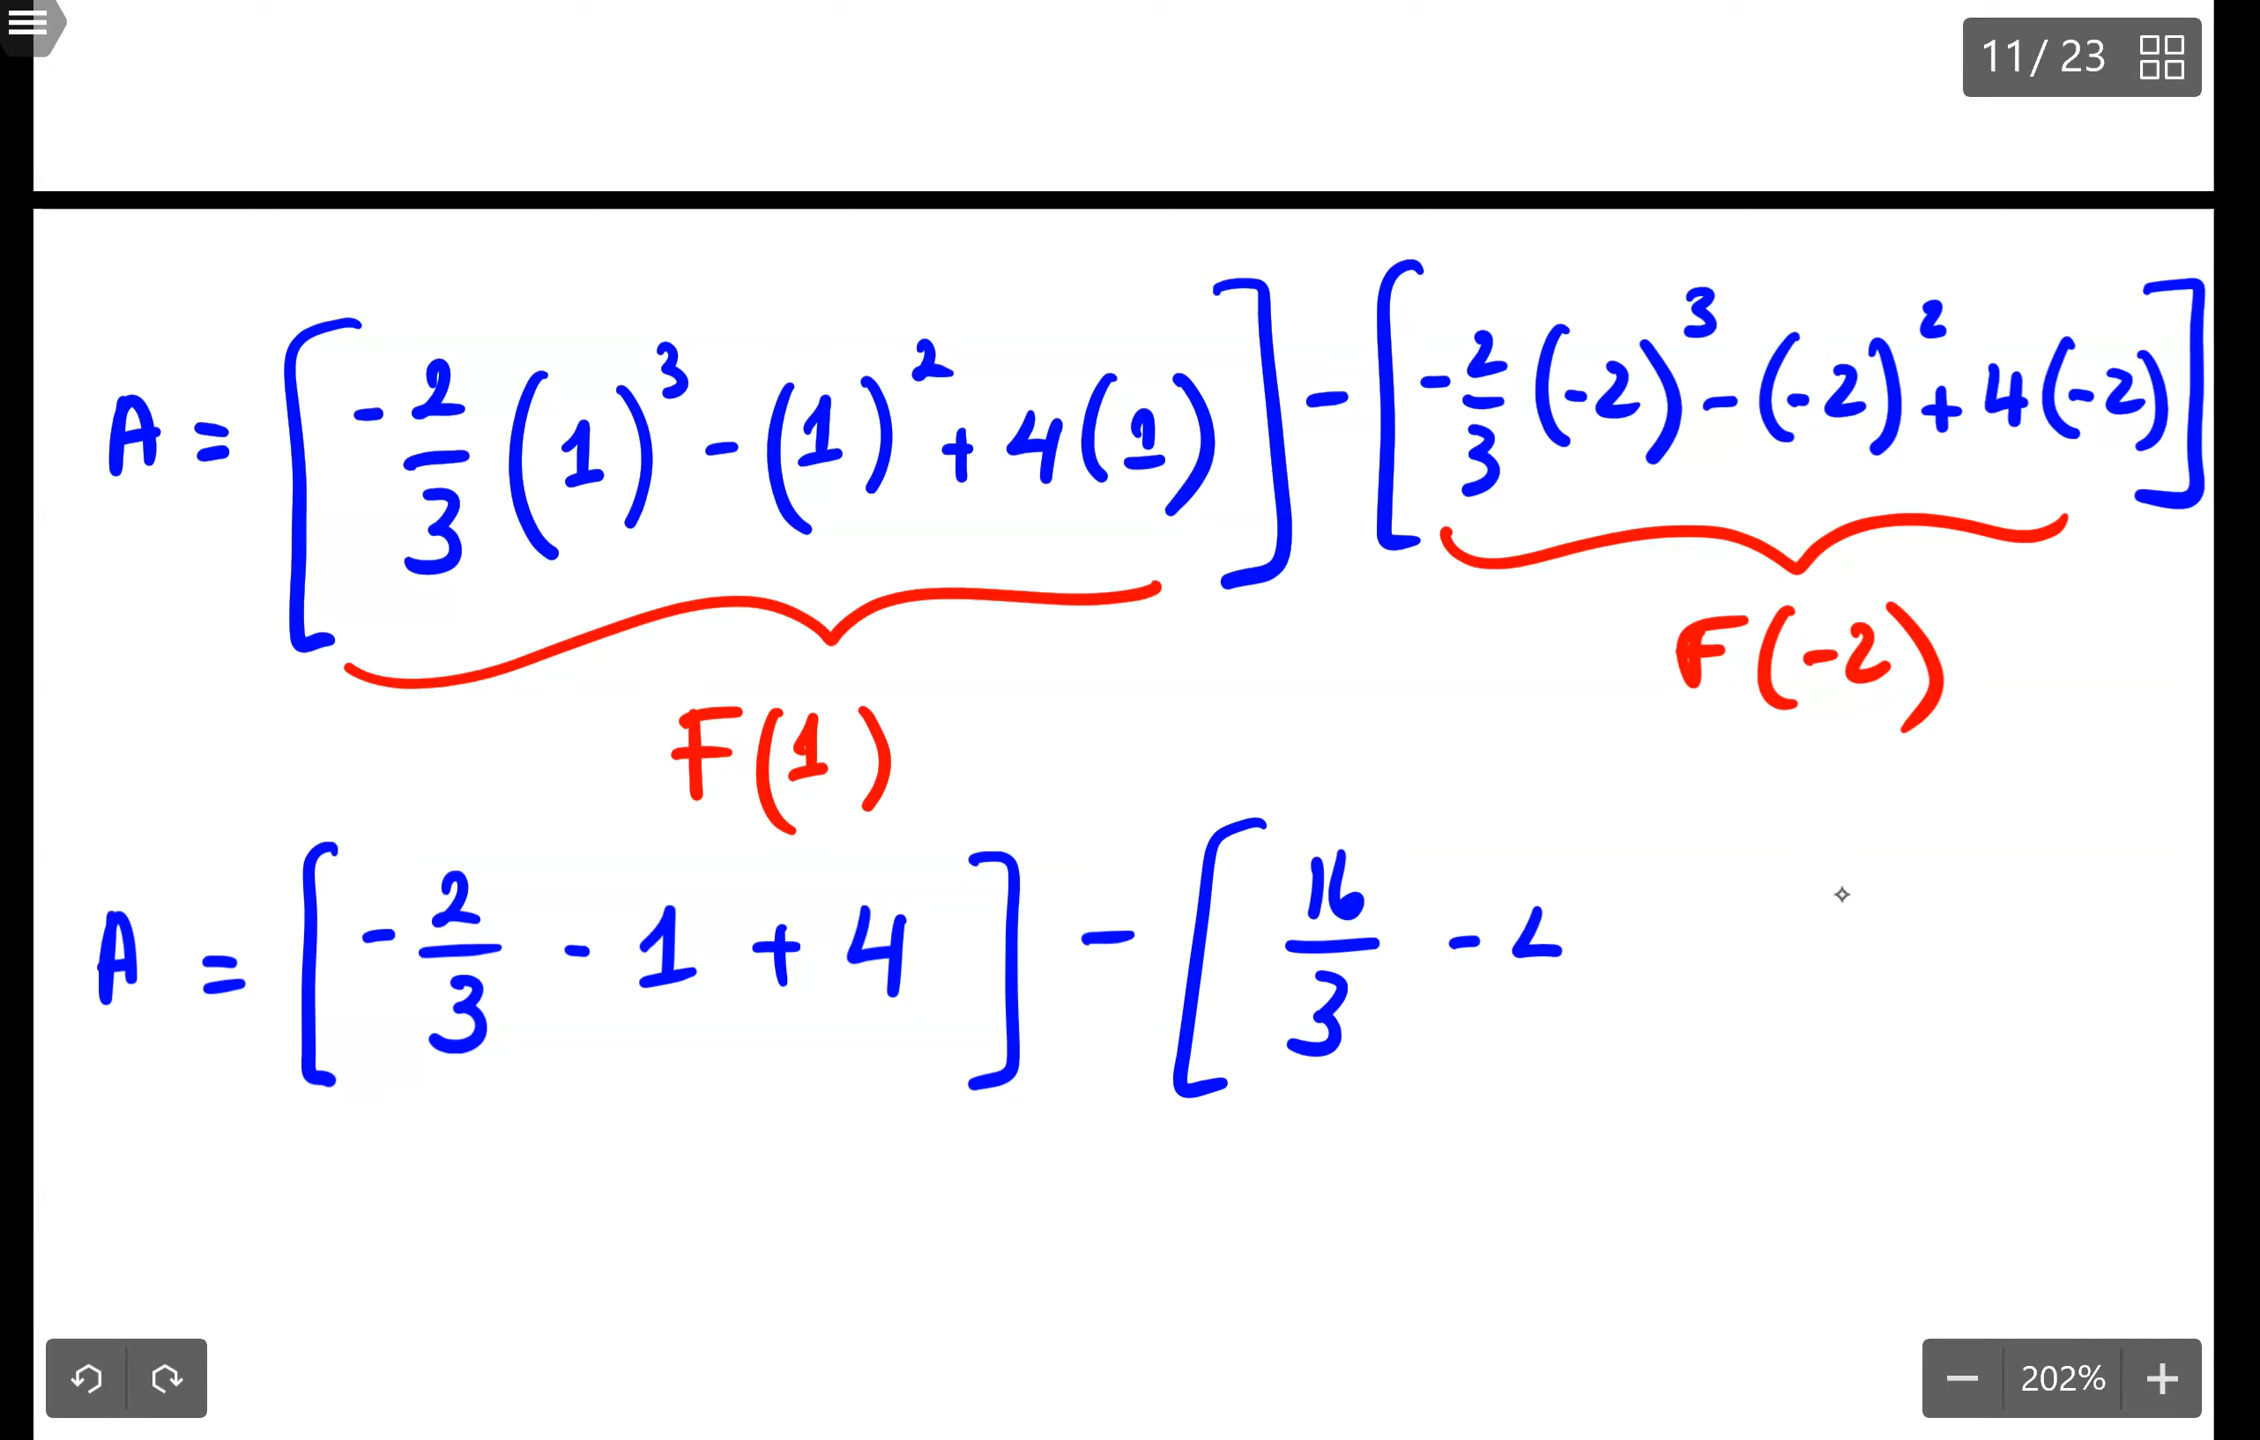 11/ 23
A = [ - 2/3 (1)³ - (1)² + 4(1) ] - [ - 2/3 (-2)³ - (-2)² + 4(-2) ]
F(1) F(-2)
A = [ - 2/3 - 1 + 4 ] - [ 16/3 -
202%